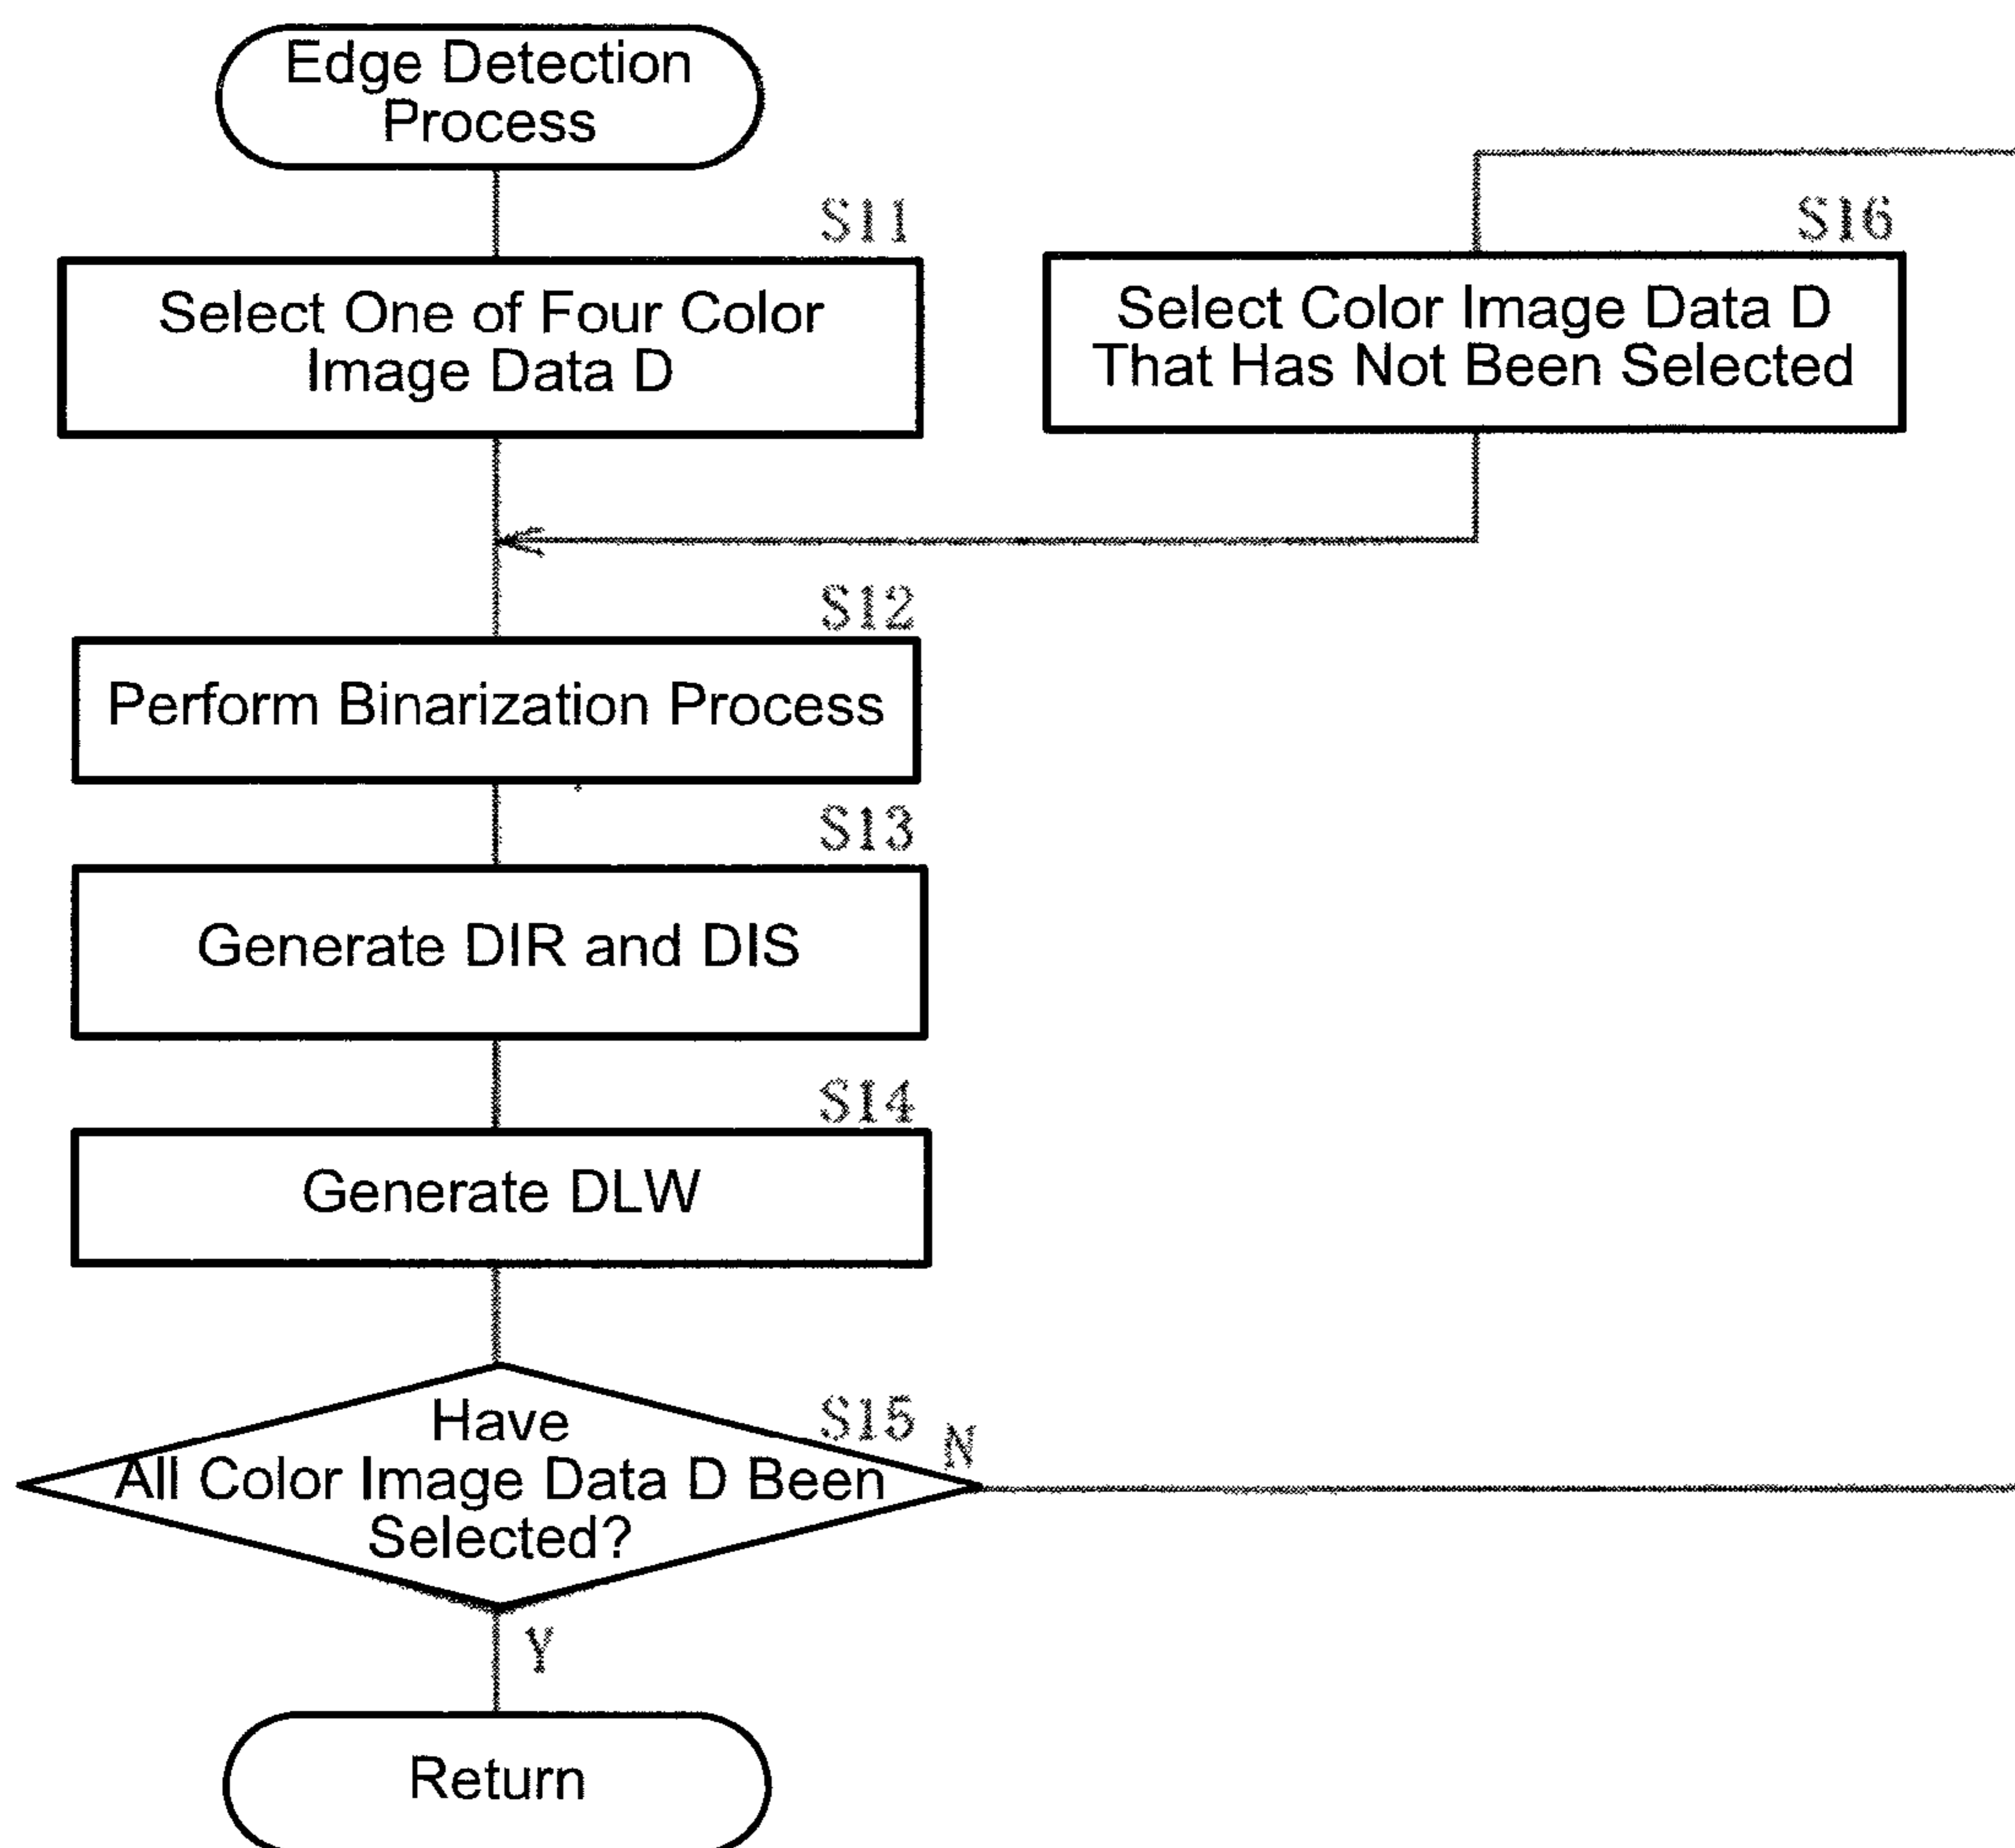 Edge Detection
Process
S11
Select One of Four Color
Image Data D
S16
Select Color Image Data D
That Has Not Been Selected
S12
Perform Binarization Process
S13
Generate DIR and DIS
S14
Generate DLW
S15
Have
All Color Image Data D Been
Selected?
N
Y
Return